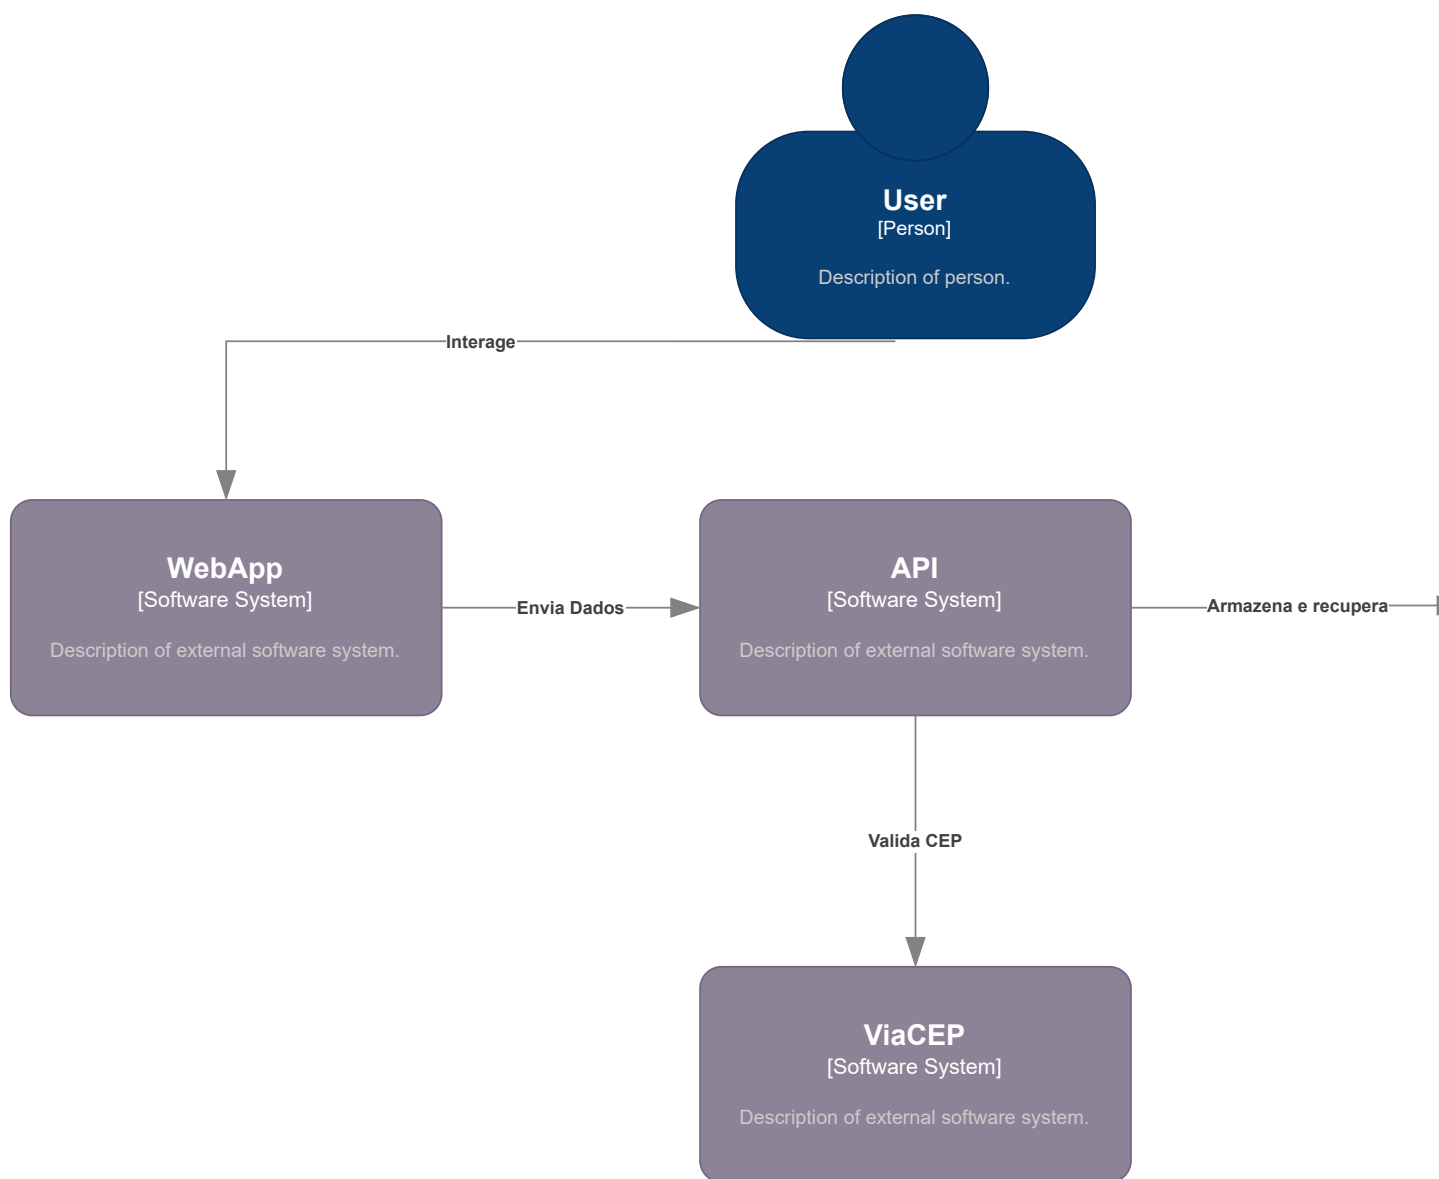 User
[Person]
Description of person.
Interage
WebApp
[Software System]
Description of external software system.
Envia Dados
API
[Software System]
Description of external software system.
Armazena e recupera
Valida CEP
ViaCEP
[Software System]
Description of external software system.